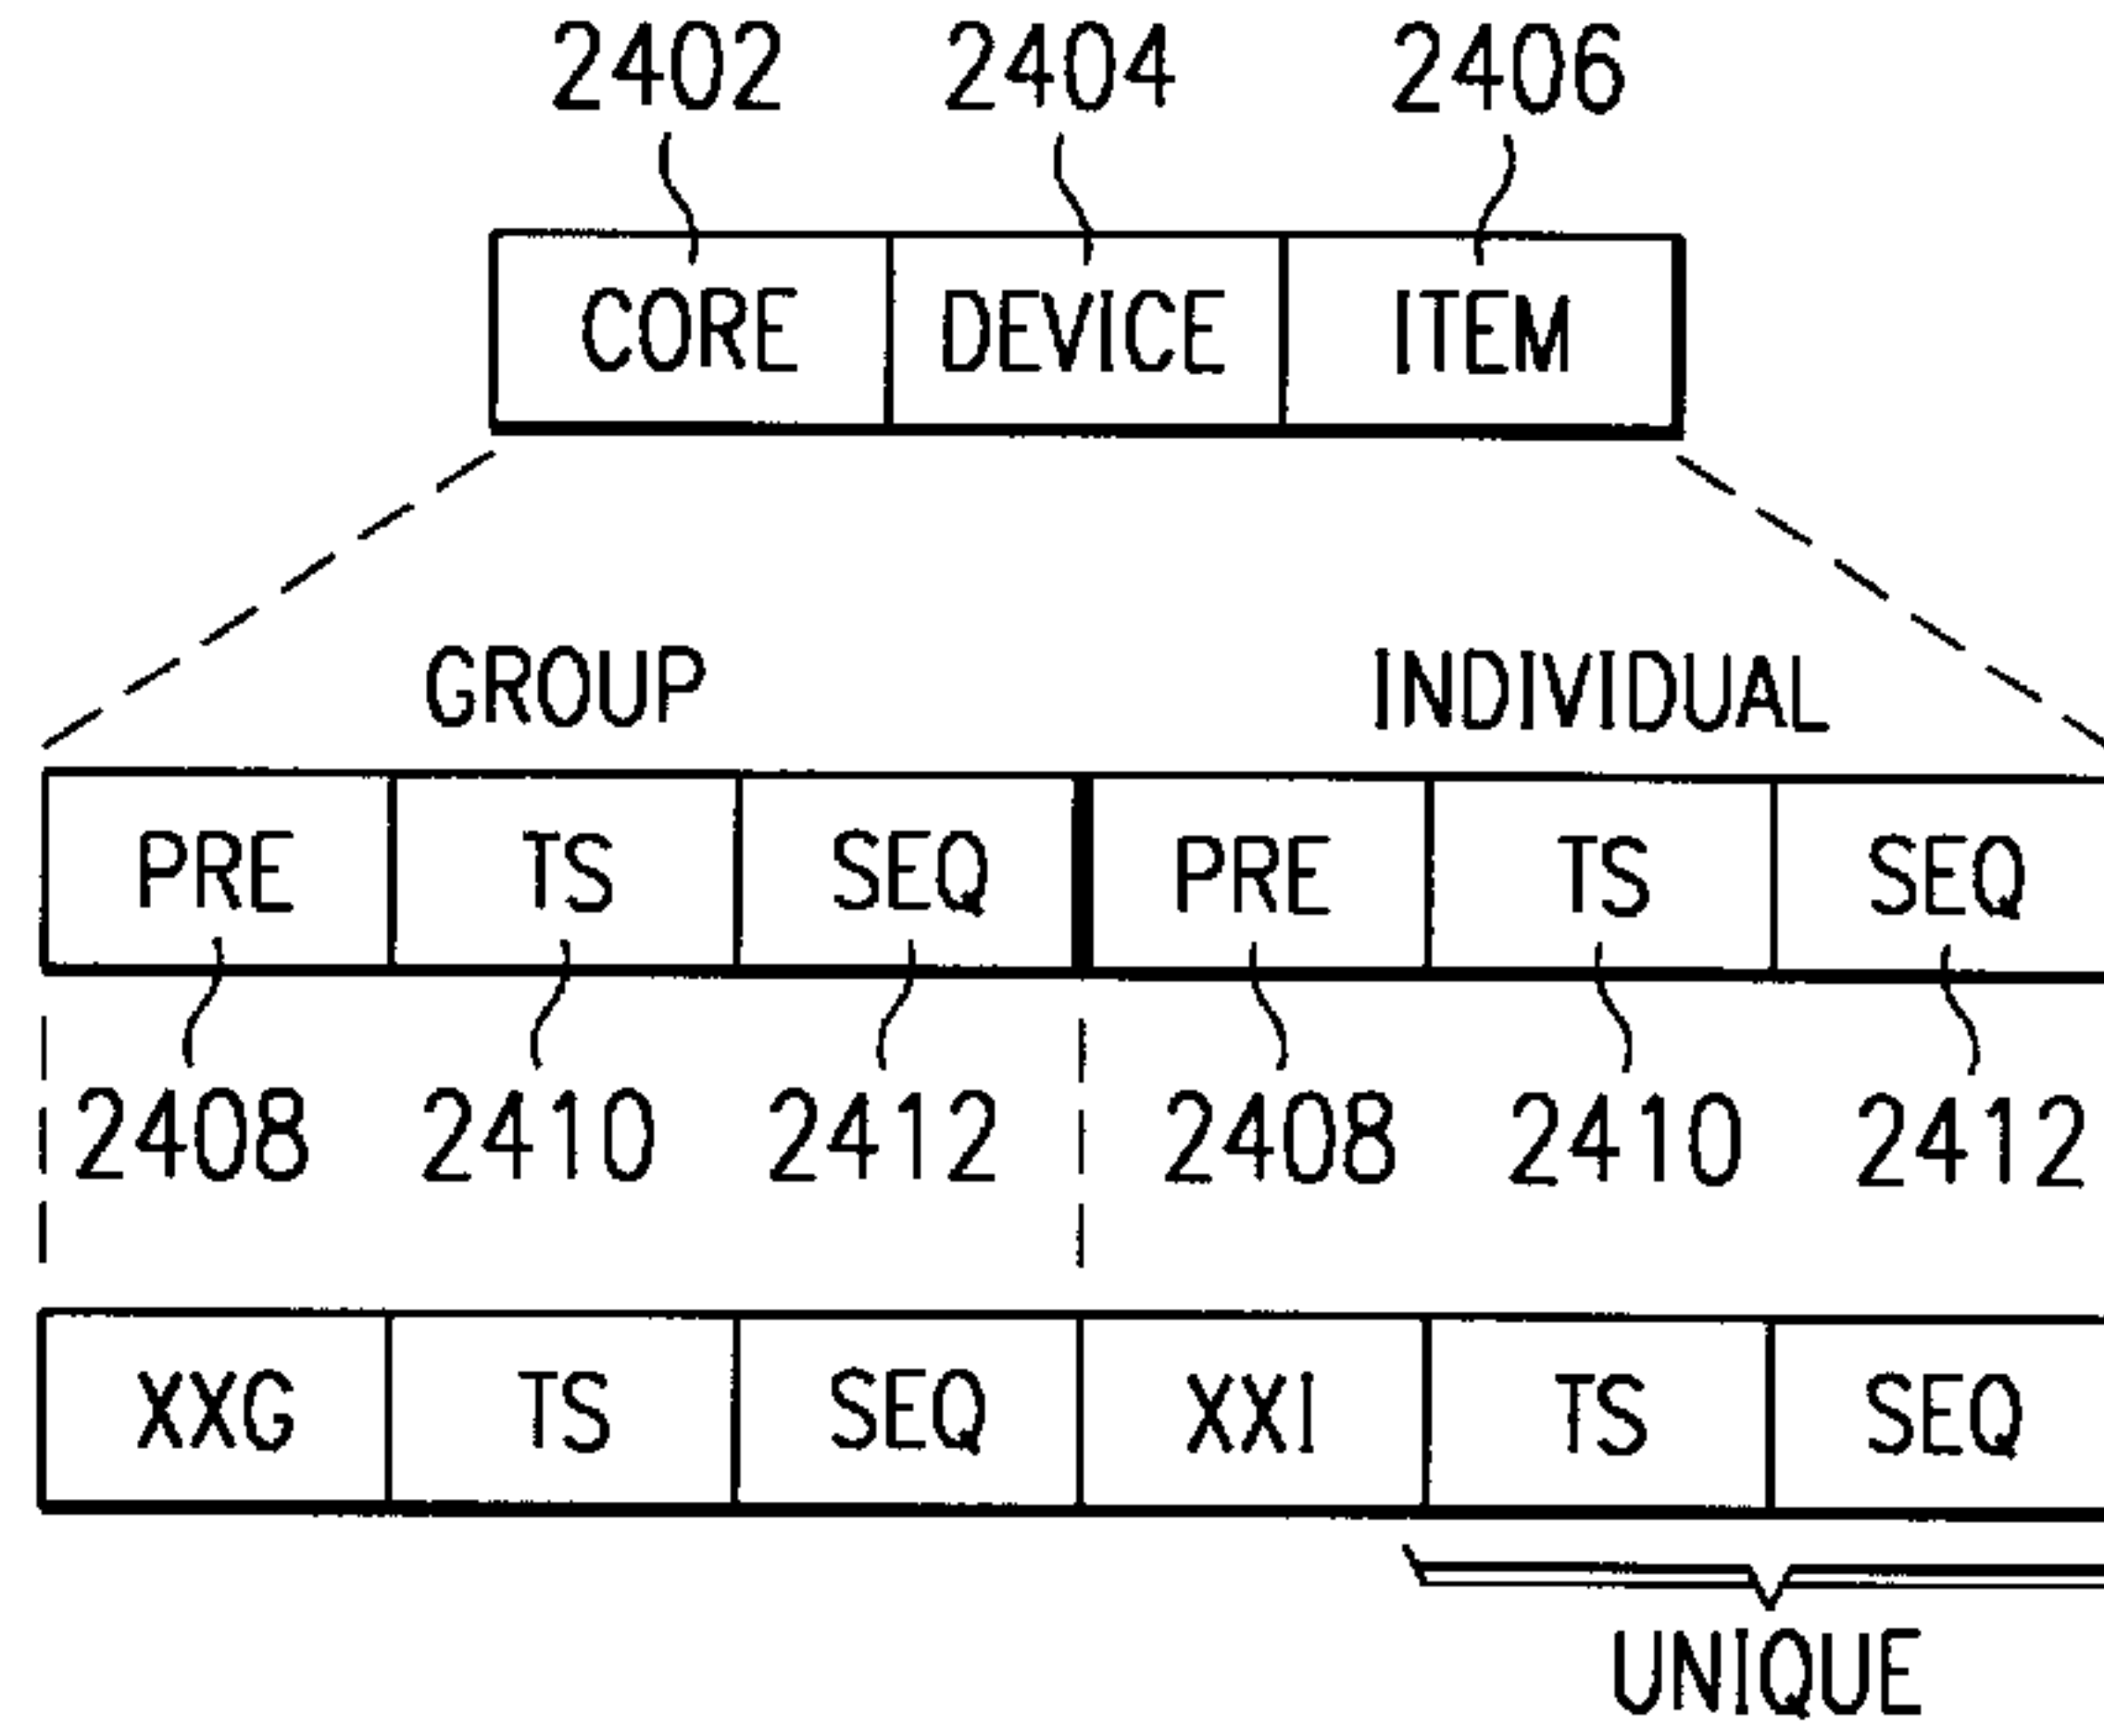 2402 2404 2406
CORE DEVICE ITEM
GROUP INDIVIDUAL
PRE TS SEQ PRE TS SEQ
2408 2410 2412 2408 2410 2412
XXG TS SEQ XXI TS SEQ
UNIQUE